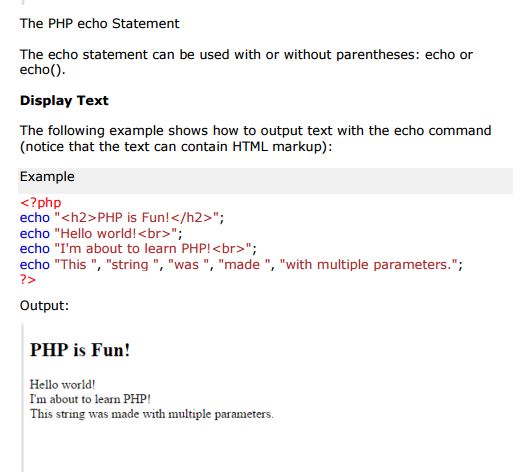 The PHP echo Statement
The echo statement can be used with or without parentheses: echo or
echo().
Display Text
The following example shows how to output text with the echo command
(notice that the text can contain HTML markup):
Example
<?php
echo "<h2>PHP is Fun!</h2>";
echo "Hello world!<br>";
echo "I'm about to learn PHP!<br>";
echo "This ", "string ", "was ", "made ", "with multiple parameters.";
?>
Output:
PHP is Fun!
Hello world!
I'm about to learn PHP!
This string was made with multiple parameters.